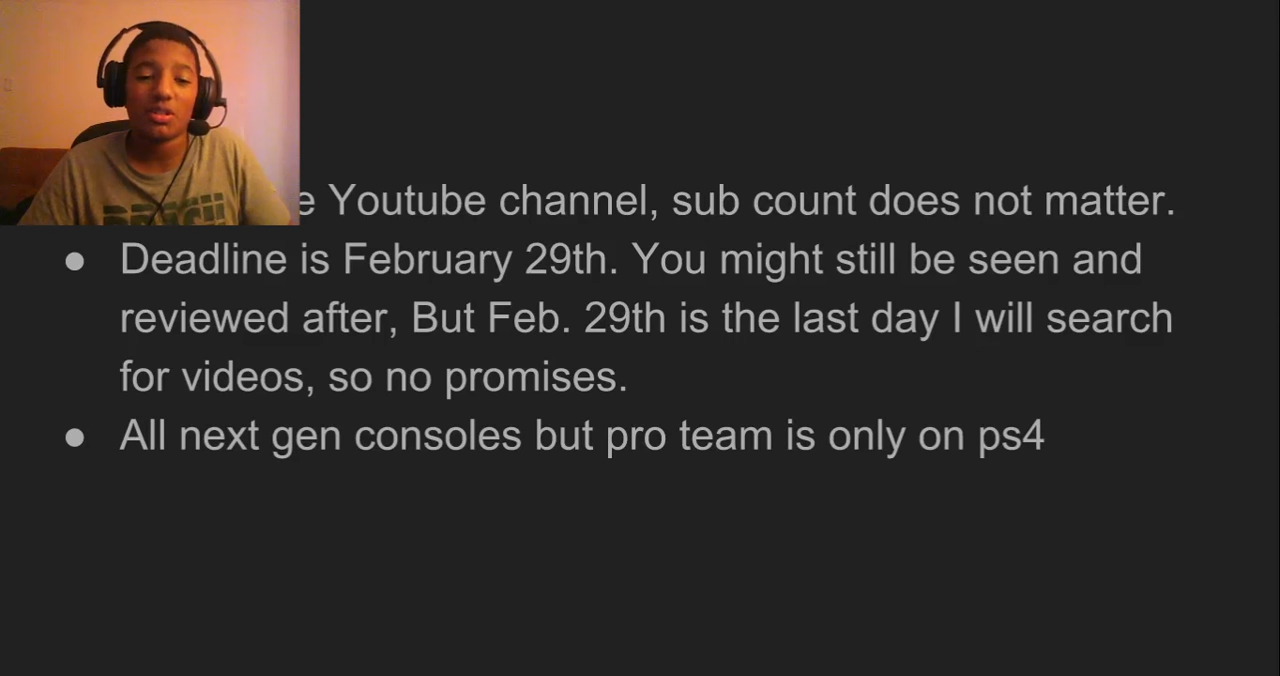 e Youtube channel, sub count does not matter.
● Deadline is February 29th. You might still be seen and
reviewed after, But Feb. 29th is the last day I will search
for videos, so no promises.
● All next gen consoles but pro team is only on ps4